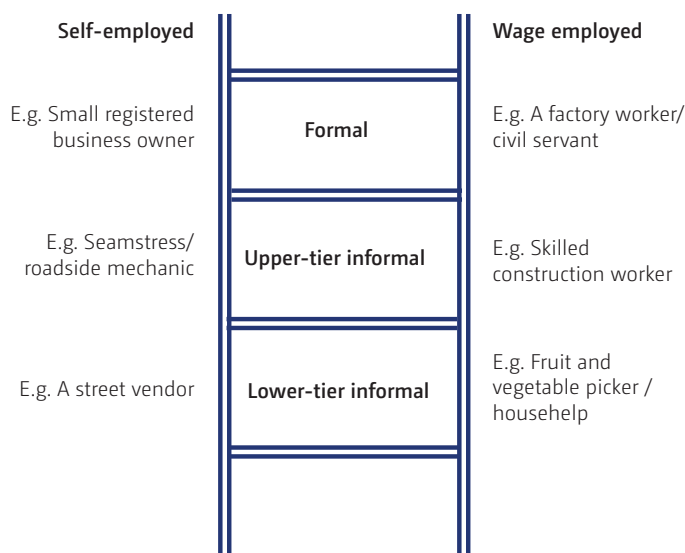 Self-employed
Wage employed
E.g. Small registered
business owner
Formal
E.g. A factory worker/
civil servant
E.g. Seamstress/
roadside mechanic
Upper-tier informal
E.g. Skilled
construction worker
E.g. A street vendor
Lower-tier informal
E.g. Fruit and
vegetable picker /
househelp